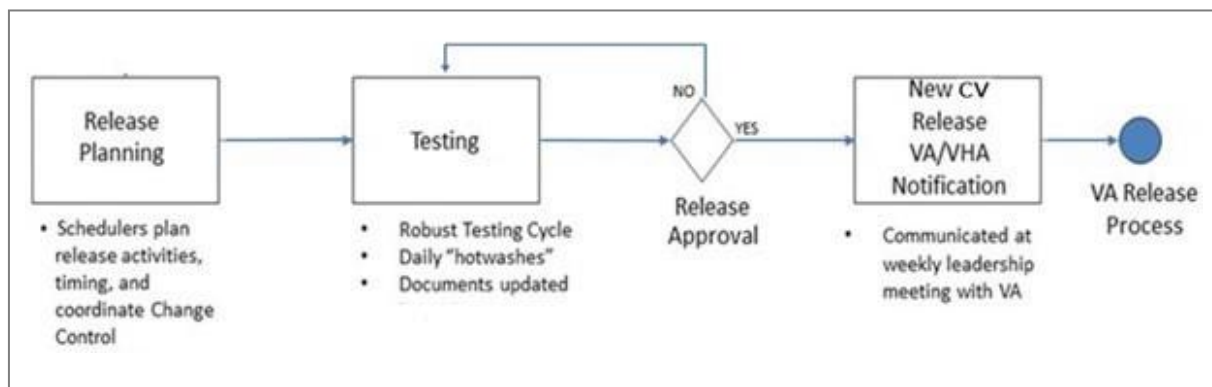 Release
Planning
• Schedulers plan
release activities,
timing, and
coordinate Change
Control
Testing
• Robust Testing Cycle
• Daily “hotwashes”
• Documents updated
NO
YES
Release
Approval
New CV
Release
VA/VHA
Notification
• Communicated at
weekly leadership
meeting with VA
VA Release
Process